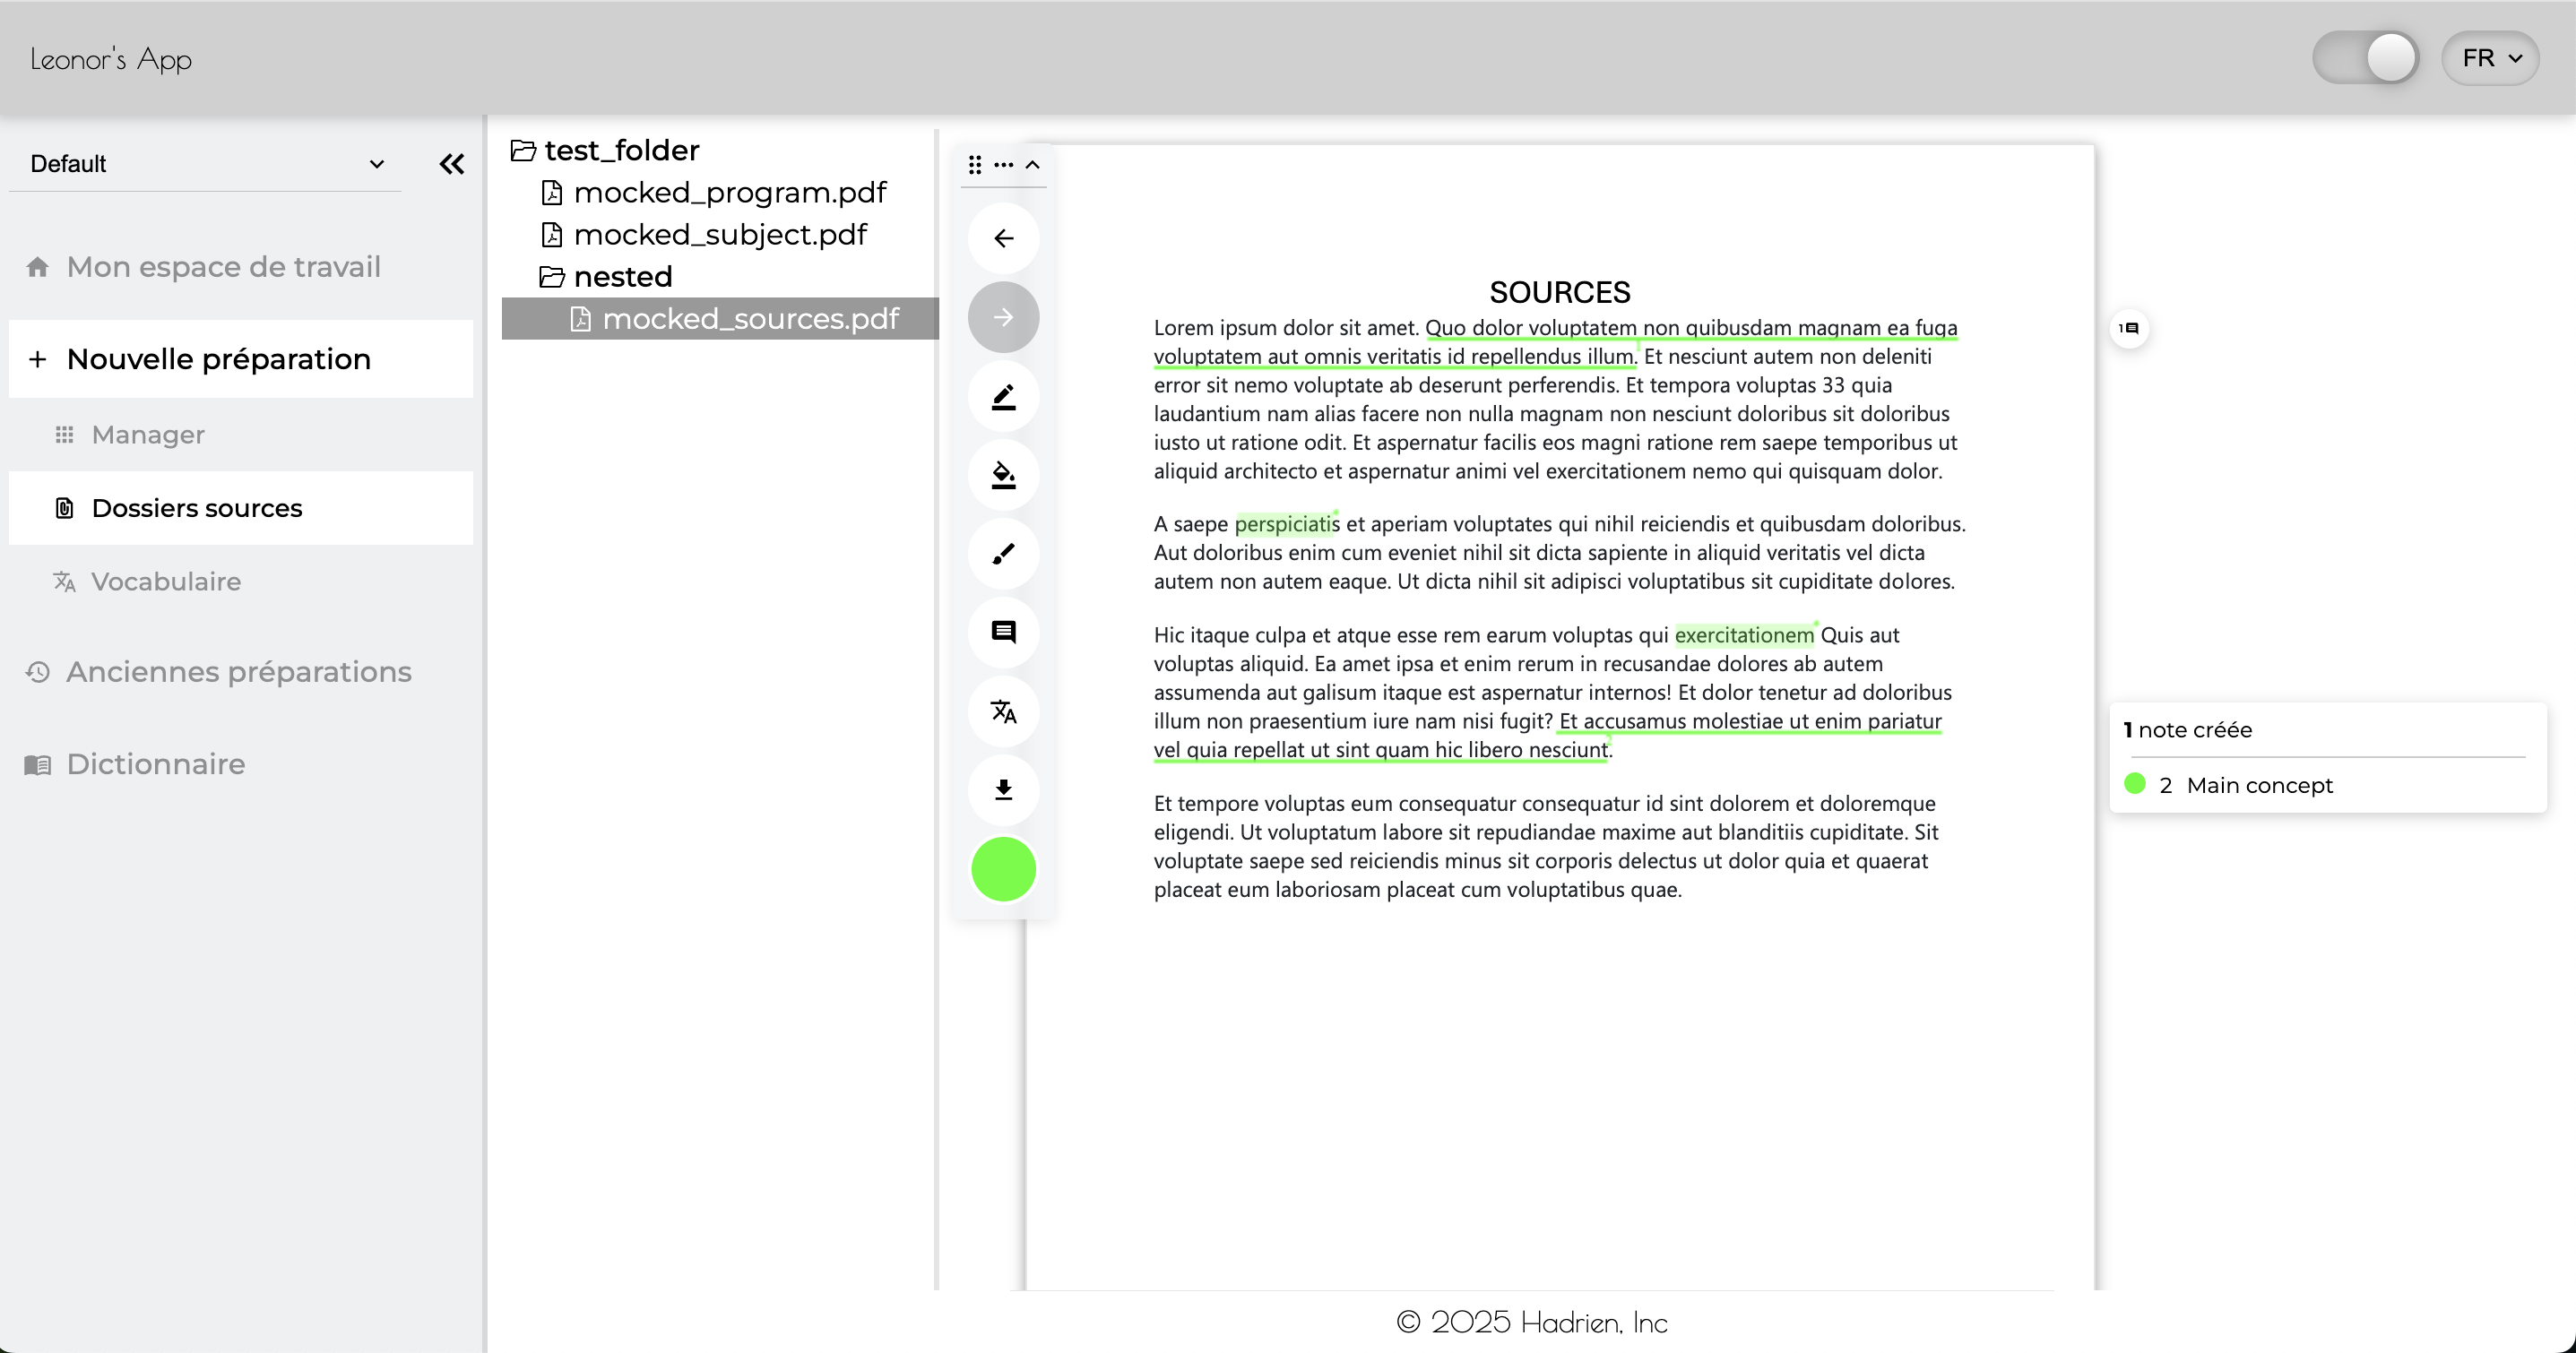 Leonor's App
FR
Default
Mon espace de travail
Nouvelle préparation
Manager
Dossiers sources
Vocabulaire
Anciennes préparations
Dictionnaire
test_folder
mocked_program.pdf
mocked_subject.pdf
nested
mocked_sources.pdf
SOURCES
Lorem ipsum dolor sit amet. Quo dolor voluptatem non quibusdam magnam ea fuga
voluptatem aut omnis veritatis id repellendus illum.1 Et nesciunt autem non deleniti
error sit nemo voluptate ab deserunt perferendis. Et tempora voluptas 33 quia
laudantium nam alias facere non nulla magnam non nesciunt doloribus sit doloribus
iusto ut ratione odit. Et aspernatur facilis eos magni ratione rem saepe temporibus ut
aliquid architecto et aspernatur animi vel exercitationem nemo qui quisquam dolor.
A saepe perspiciatis* et aperiam voluptates qui nihil reiciendis et quibusdam doloribus.
Aut doloribus enim cum eveniet nihil sit dicta sapiente in aliquid veritatis vel dicta
autem non autem eaque. Ut dicta nihil sit adipisci voluptatibus sit cupiditate dolores.
Hic itaque culpa et atque esse rem earum voluptas qui exercitationem* Quis aut
voluptas aliquid. Ea amet ipsa et enim rerum in recusandae dolores ab autem
assumenda aut galisum itaque est aspernatur internos! Et dolor tenetur ad doloribus
illum non praesentium iure nam nisi fugit? Et accusamus molestiae ut enim pariatur
vel quia repellat ut sint quam hic libero nesciunt2.
Et tempore voluptas eum consequatur consequatur id sint dolorem et doloremque
eligendi. Ut voluptatum labore sit repudiandae maxime aut blanditiis cupiditate. Sit
voluptate saepe sed reiciendis minus sit corporis delectus ut dolor quia et quaerat
placeat eum laboriosam placeat cum voluptatibus quae.
1
1 note créée
2 Main concept
© 2025 Hadrien, Inc